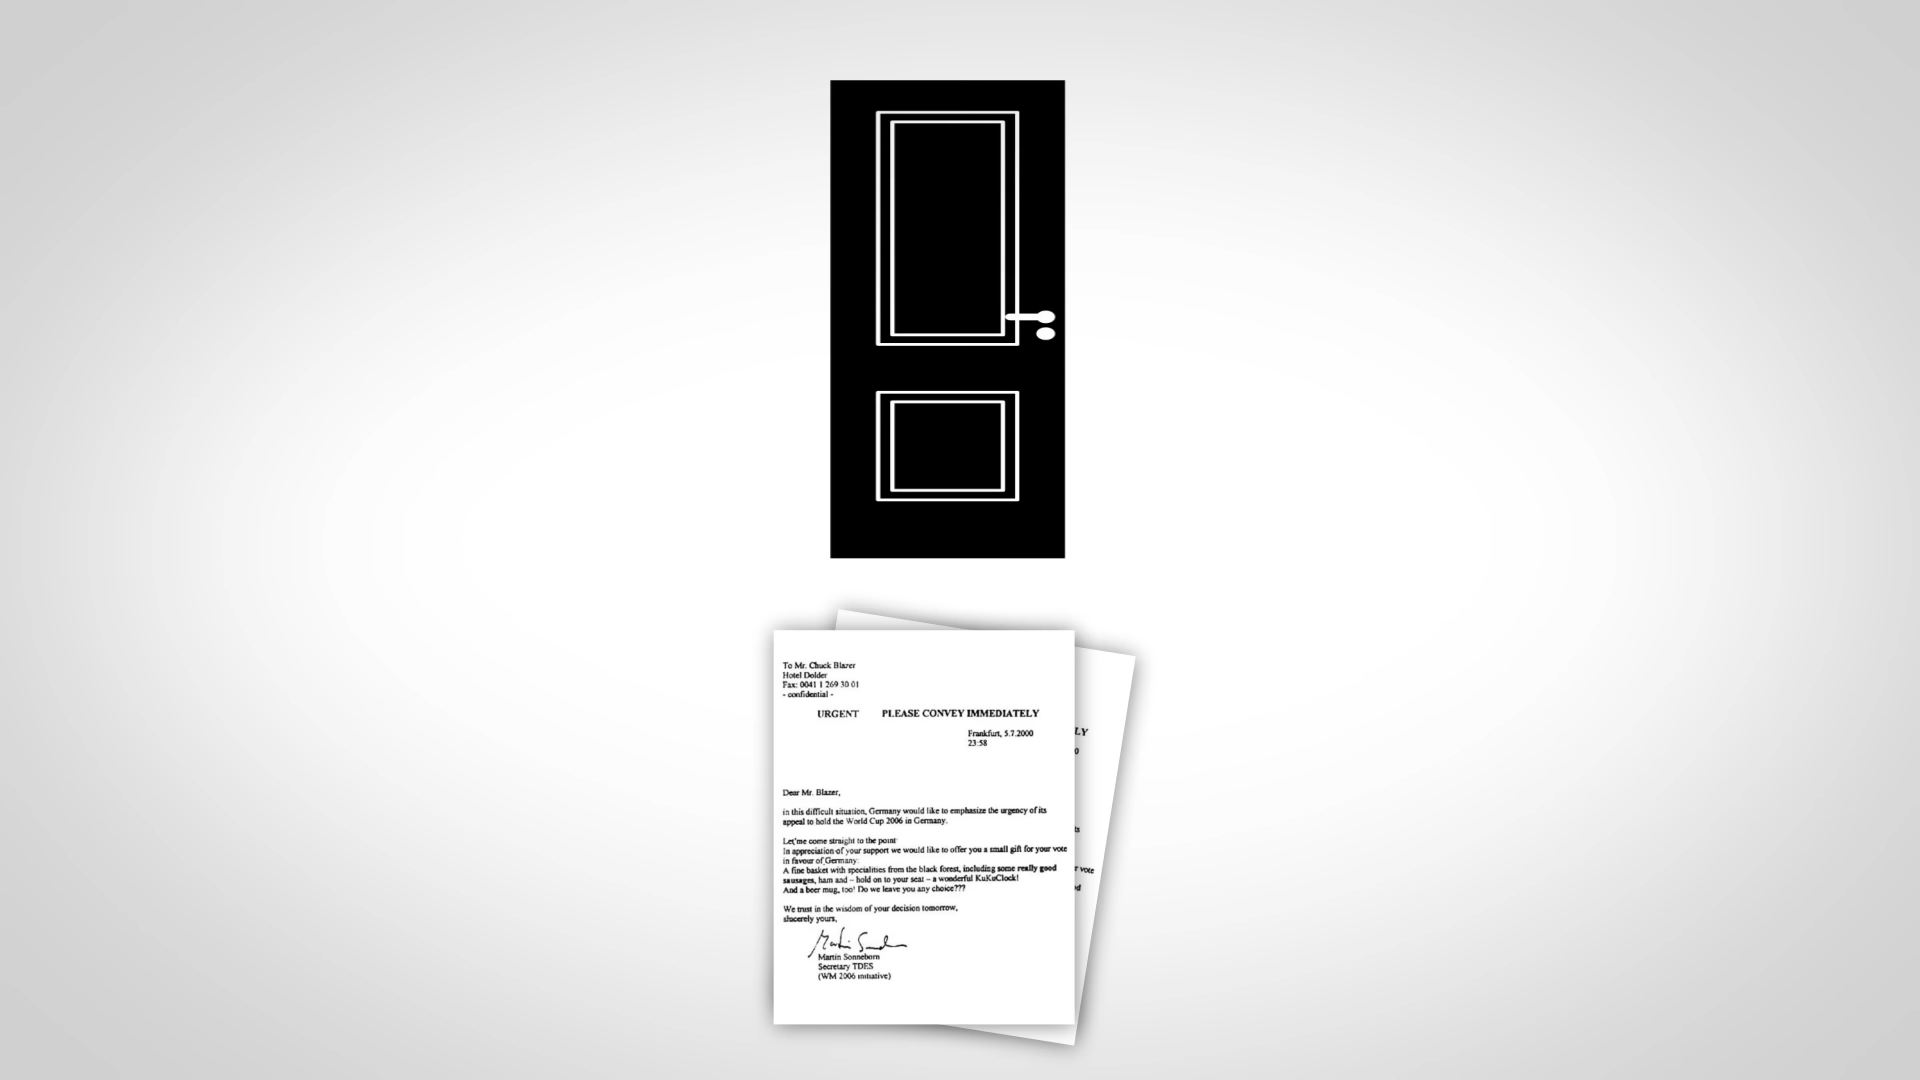 To Mr. Chuck Blazer
Hotel Dolder
Fax: 0041 1 269 30 01
- confidential -
URGENT PLEASE CONVEY IMMEDIATELY
Frankfurt, 5.7.2000
23:58
Dear Mr. Blazer,
in this difficult situation, Germany would like to emphasize the urgency of its
appeal to hold the World Cup 2006 in Germany.
Let me come straight to the point:
In appreciation of your support we would like to offer you a small gift for your vote
in favour of Germany:
A fine basket with specialities from the black forest, including some really good
sausages, ham and – hold on to your seat – a wonderful KuKuClock!
And a beer mug, too! Do we leave you any choice???
We trust in the wisdom of your decision tomorrow,
sincerely yours,
Martin Sonneborn
Secretary TDES
(WM 2006 initiative)
LY
0
ts
r vote
d